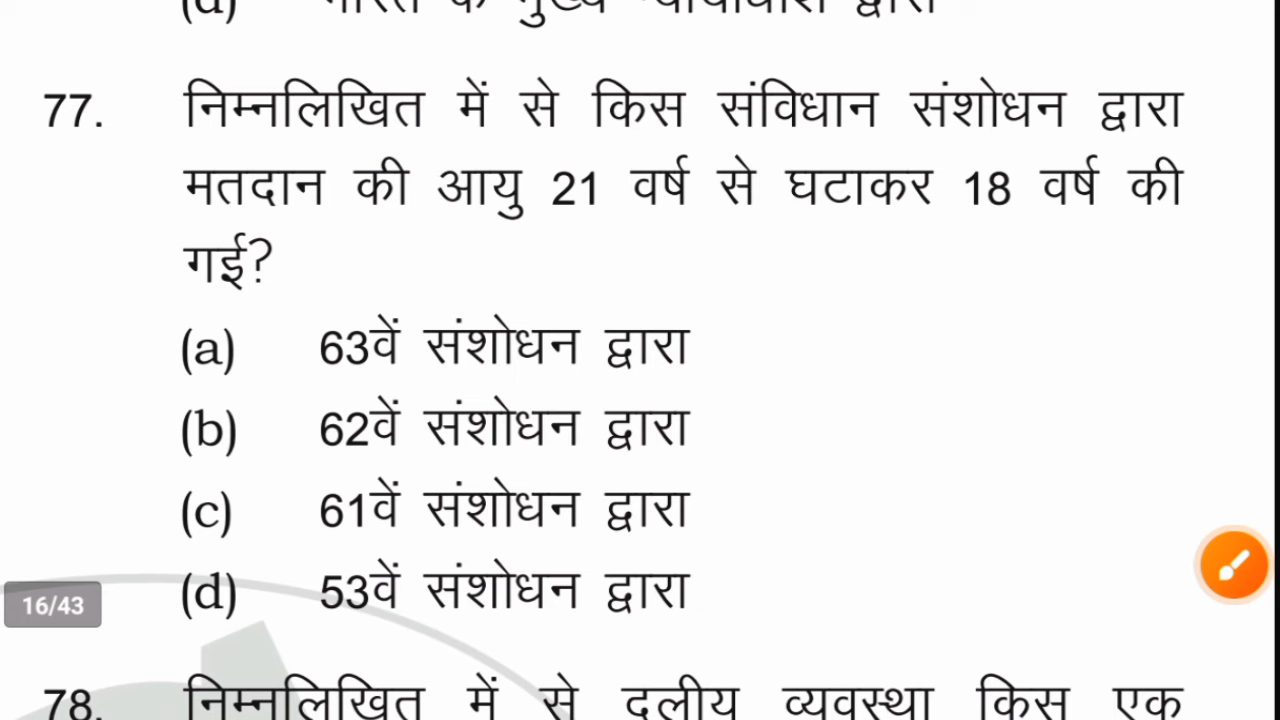 (d) भारत के मुख्य न्यायाधीश द्वारा
77. निम्नलिखित में से किस संविधान संशोधन द्वारा
मतदान की आयु 21 वर्ष से घटाकर 18 वर्ष की
गई?
(a) 63वें संशोधन द्वारा
(b) 62वें संशोधन द्वारा
(c) 61वें संशोधन द्वारा
(d) 53वें संशोधन द्वारा
16/43
78. निम्नलिखित में से दलीय व्यवस्था किस एक